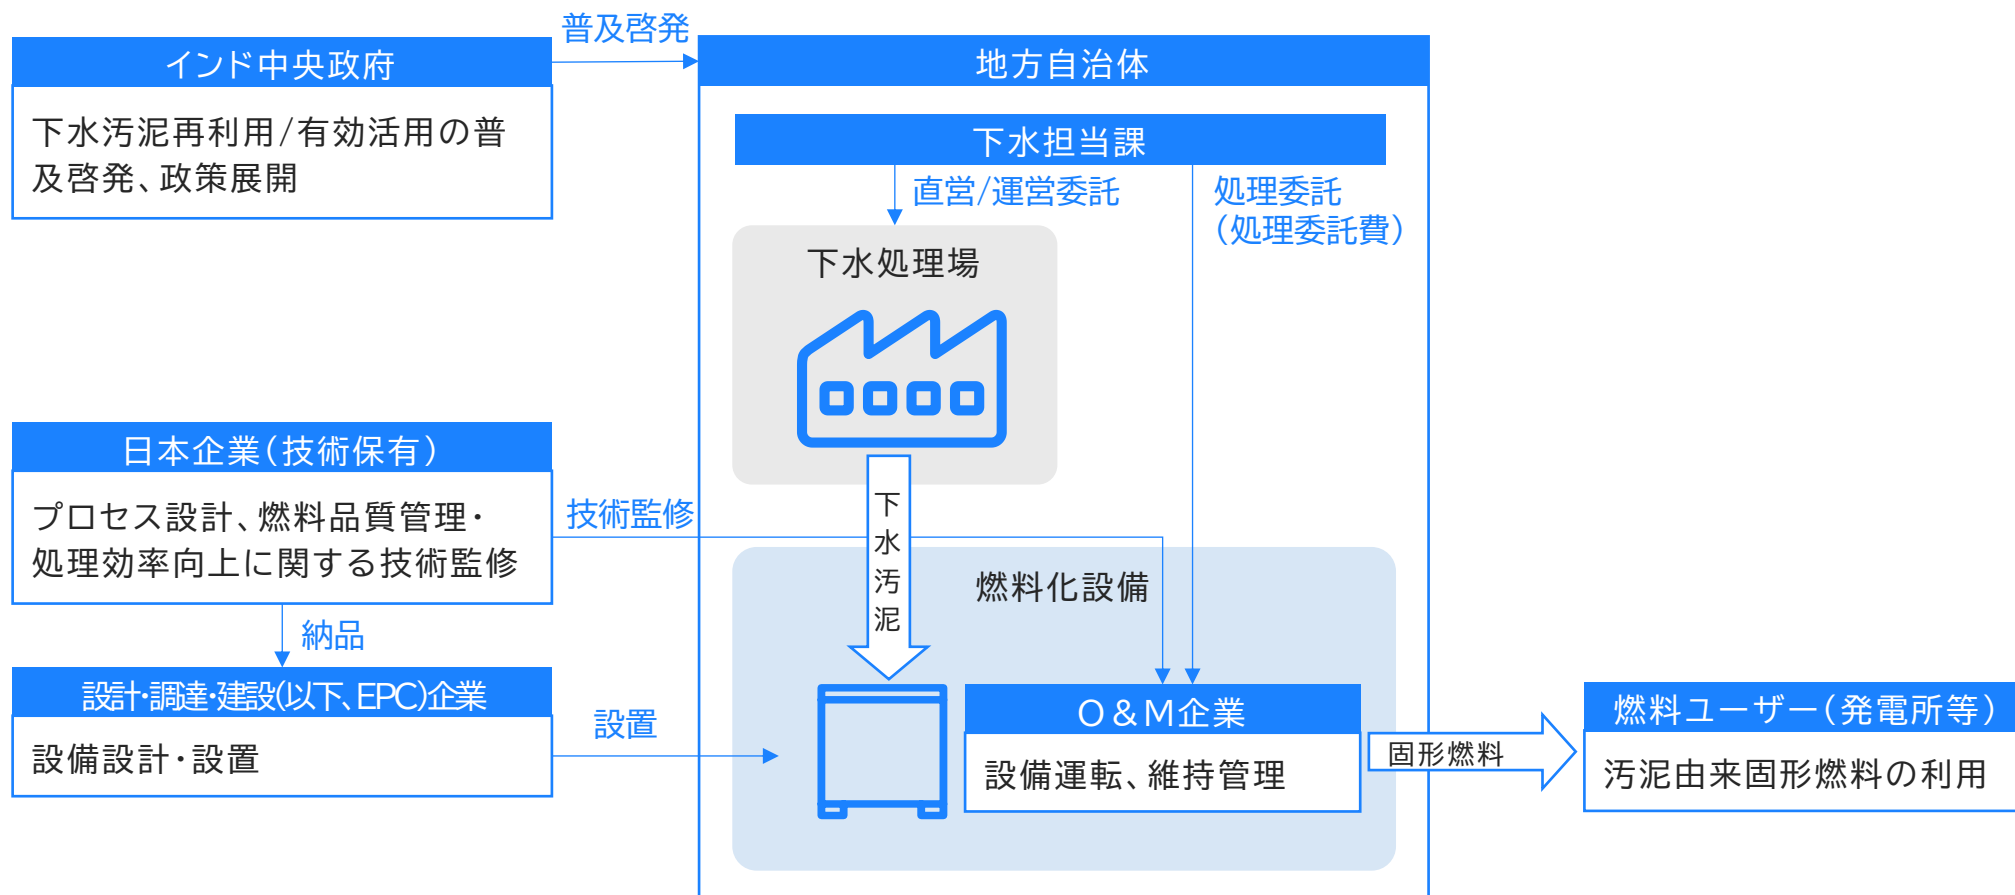 普及啓発
インド中央政府
下水汚泥再利用/有効活用の普
及啓発、政策展開
地方自治体
下水担当課
直営/運営委託
処理委託
（処理委託費）
下水処理場
日本企業（技術保有）
プロセス設計、燃料品質管理・
処理効率向上に関する技術監修
技術監修
下水汚泥
燃料化設備
納品
設計・調達・建設(以下、EPC)企業
設備設計・設置
設置
O＆M企業
設備運転、維持管理
固形燃料
燃料ユーザー（発電所等）
汚泥由来固形燃料の利用